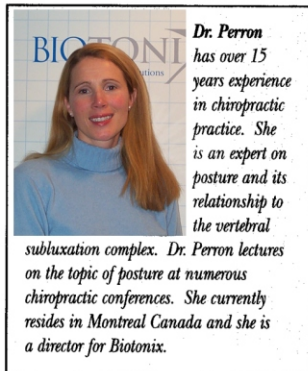 BIOTONIX
utions
Dr. Perron
has over 15
years experience
in chiropractic
practice. She
is an expert on
posture and its
relationship to
the vertebral
subluxation complex. Dr. Perron lectures
on the topic of posture at numerous
chiropractic conferences. She currently
resides in Montreal Canada and she is
a director for Biotonix.